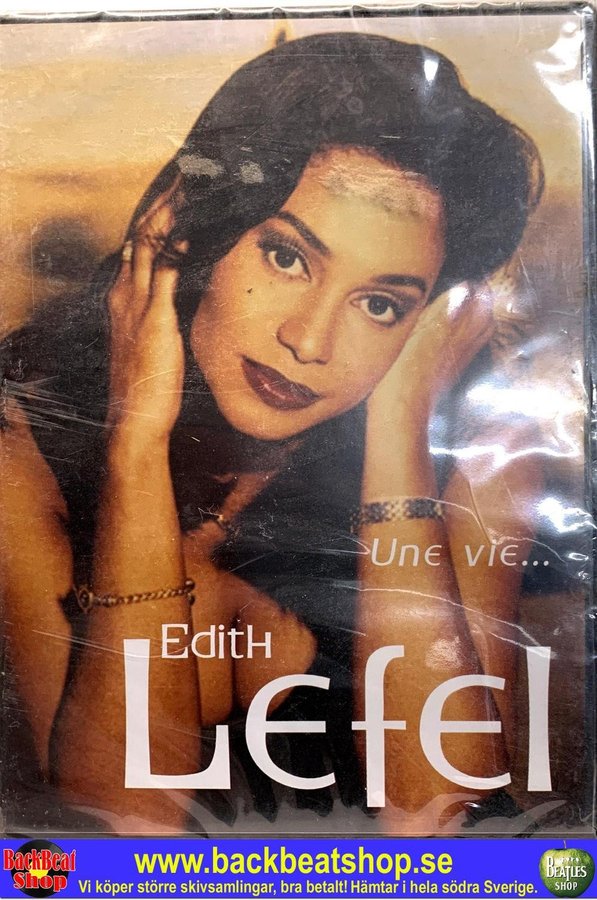 Une vie...
Edith
Lefel
BackBeat
Shop
www.backbeatshop.se
Vi köper större skivsamlingar, bra betalt! Hämtar i hela södra Sverige.
BEATLES
SHOP